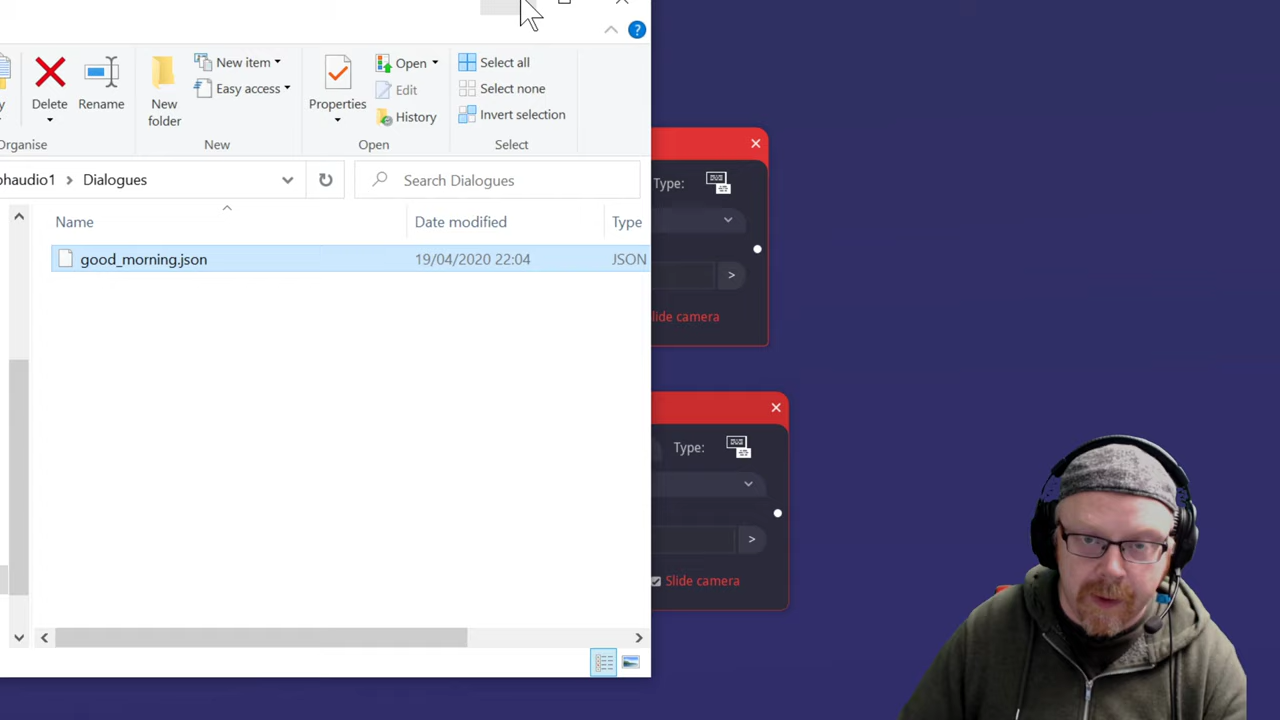 Delete
Rename
Organise
New folder
New item
Easy access
New
Properties
Open
Edit
History
Open
Select all
Select none
Invert selection
Select
Dialogues
Search Dialogues
Name
Date modified
Type
good_morning.json
19/04/2020 22:04
JSON
Type:
>
Slide camera
Type:
>
Slide camera